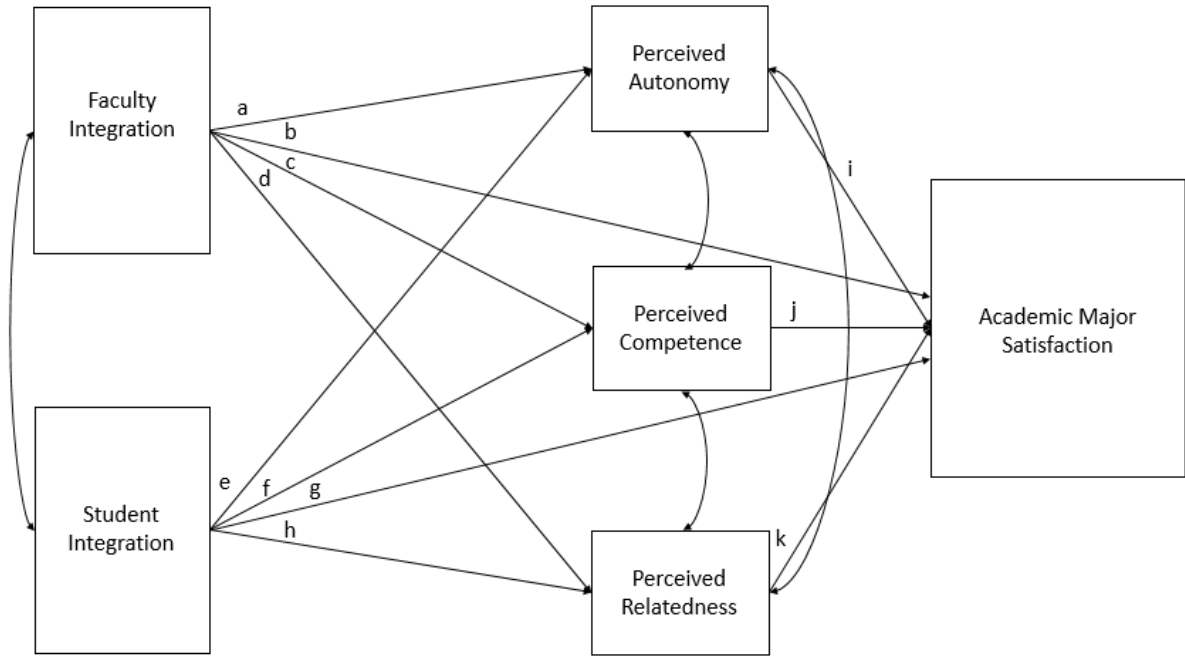 Faculty
Integration
Student
Integration
a
b
c
d
e
f
g
h
Perceived
Autonomy
Perceived
Competence
Perceived
Relatedness
i
j
k
Academic Major
Satisfaction